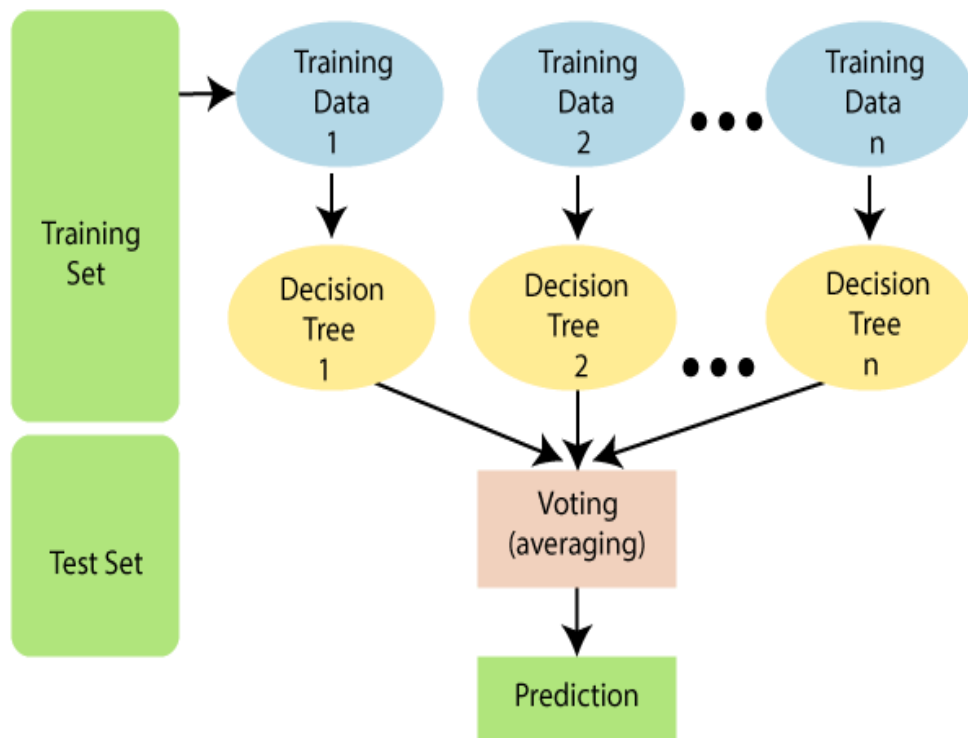 Training
Set
Test Set
Training
Data
1
Training
Data
2
Training
Data
n
Decision
Tree
1
Decision
Tree
2
Decision
Tree
n
Voting
(averaging)
Prediction